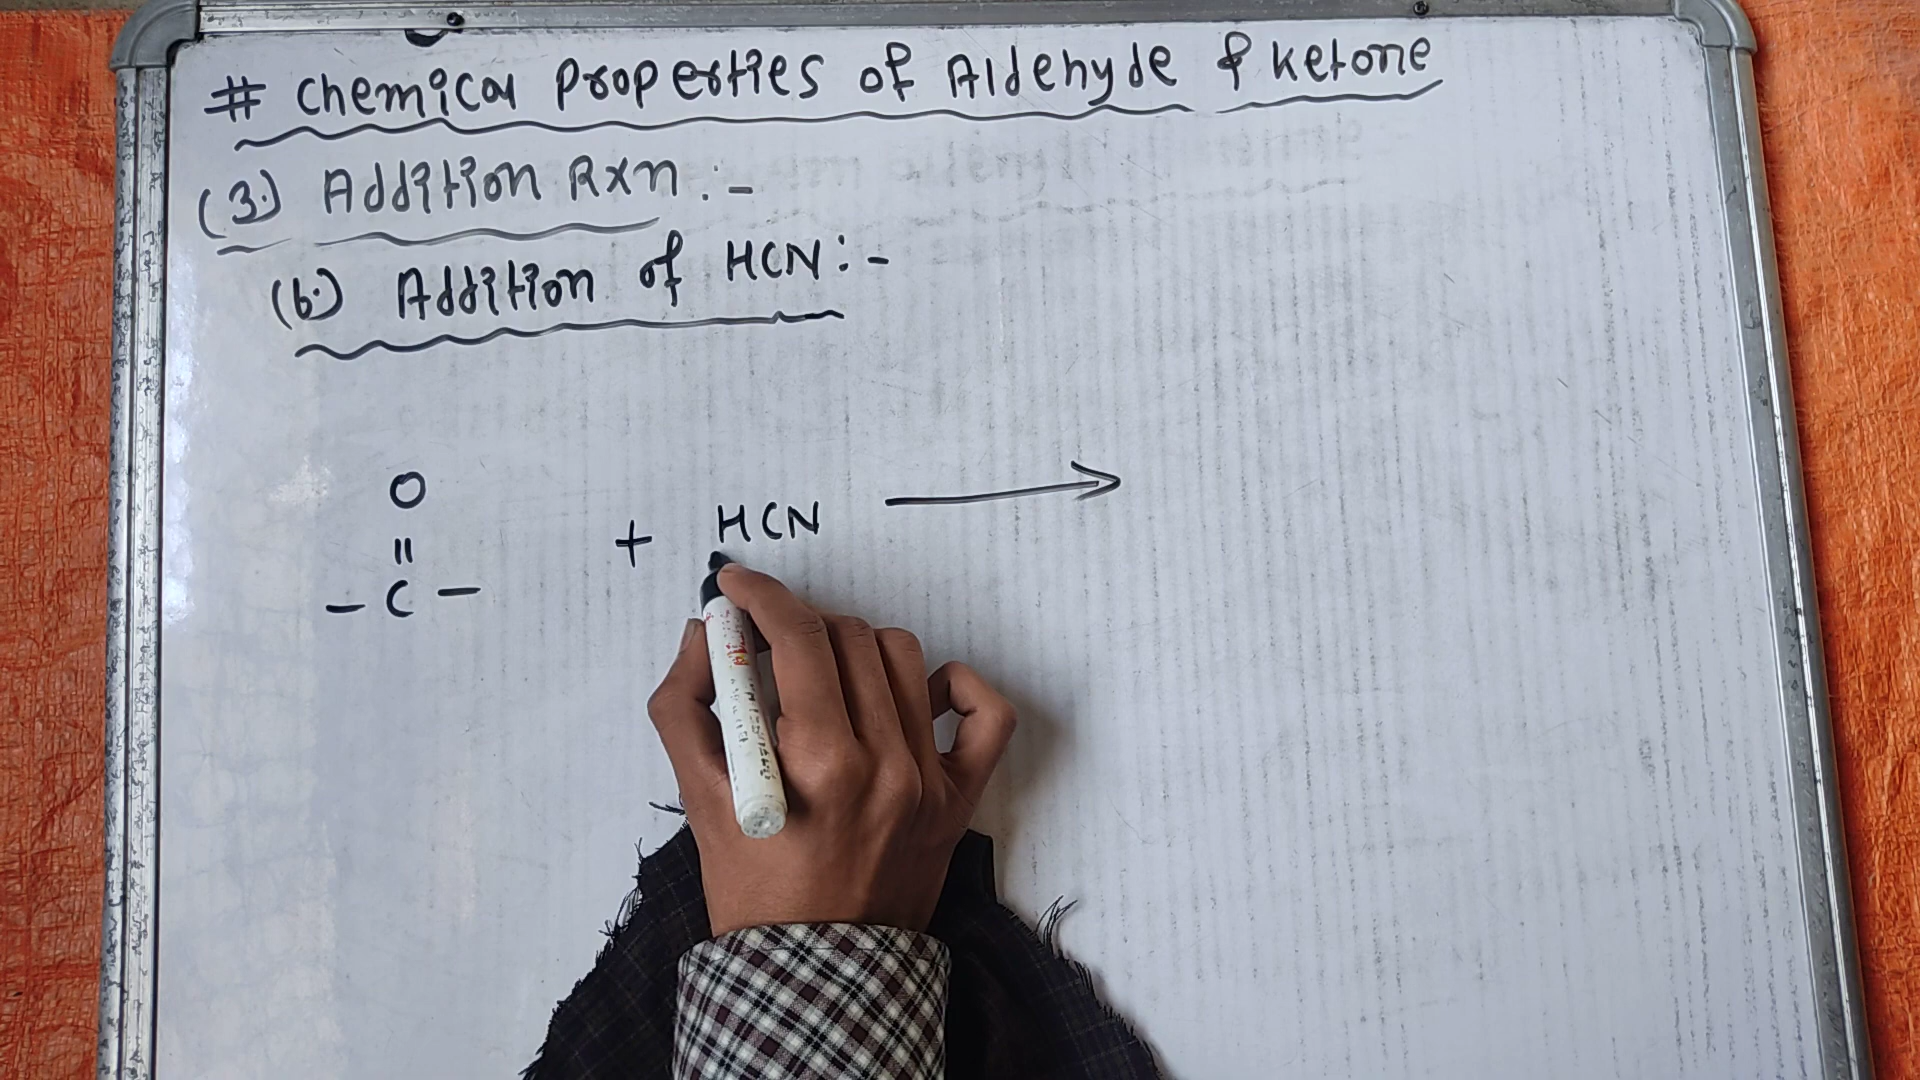 # Chemical Properties of Aldehyde & Ketone
(3.) Addition Rxn :-
(b.) Addition of HCN :-
O
||
- C - + HCN ⟶